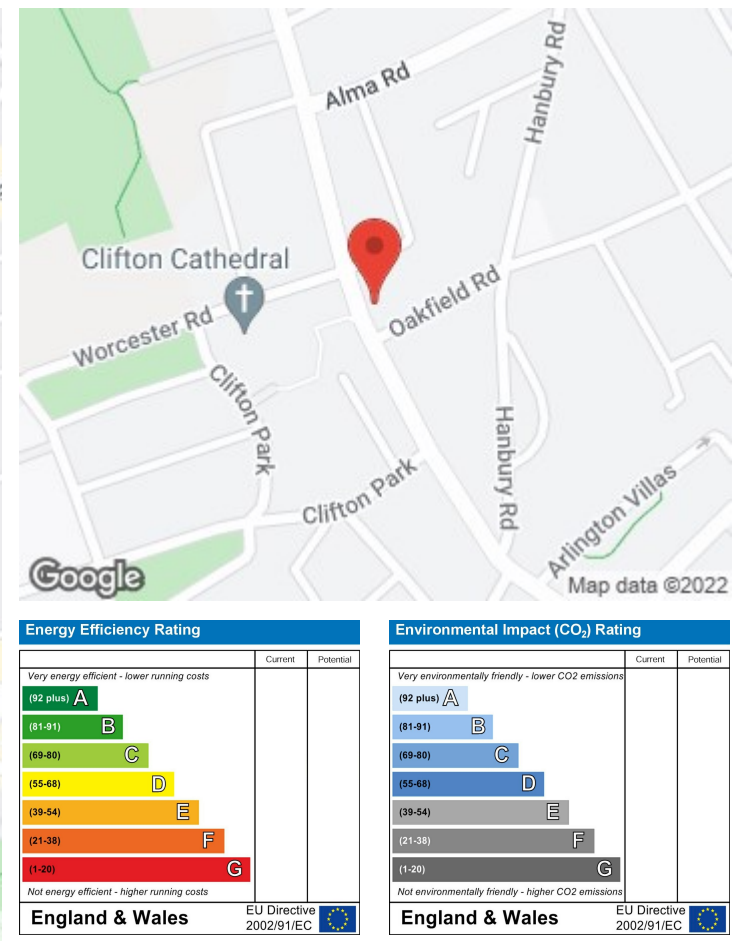 Alma Rd
Hanbury Rd
Clifton Cathedral
Worcester Rd
Oakfield Rd
Clifton Park
Clifton Park
Hanbury Rd
Arlington Villas
Google
Map data ©2022
Energy Efficiency Rating
Current Potential
Very energy efficient - lower running costs
(92 plus) A
(81-91) B
(69-80) C
(55-68) D
(39-54) E
(21-38) F
(1-20) G
Not energy efficient - higher running costs
England & Wales
EU Directive
2002/91/EC
Environmental Impact (CO₂) Rating
Current Potential
Very environmentally friendly - lower CO2 emissions
(92 plus) A
(81-91) B
(69-80) C
(55-68) D
(39-54) E
(21-38) F
(1-20) G
Not environmentally friendly - higher CO2 emissions
England & Wales
EU Directive
2002/91/EC